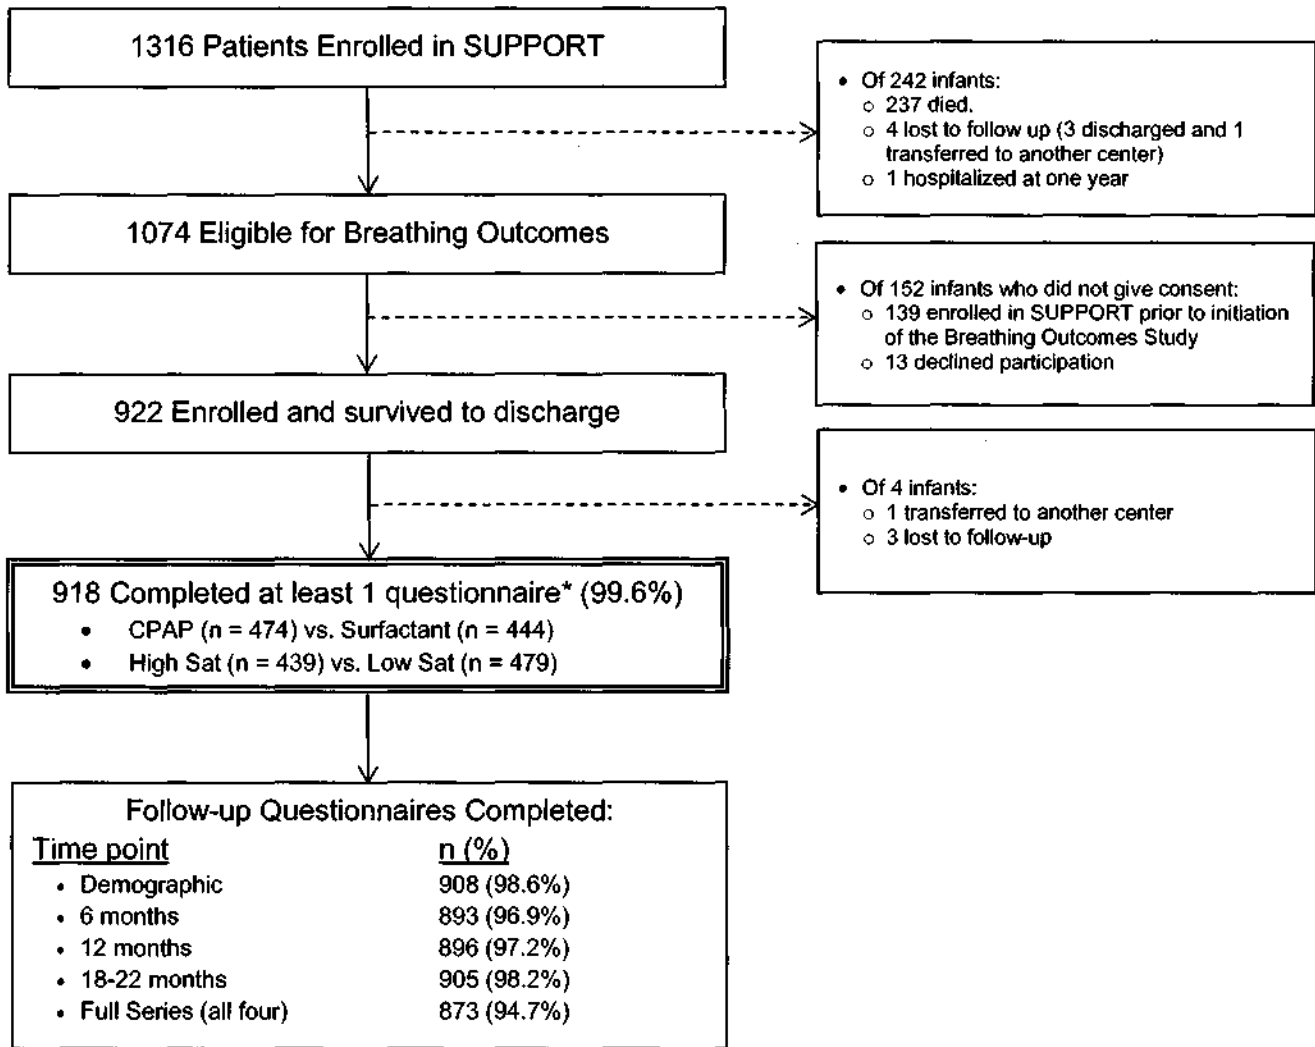 1316 Patients Enrolled in SUPPORT
• Of 242 infants:
○ 237 died.
○ 4 lost to follow up (3 discharged and 1
transferred to another center)
○ 1 hospitalized at one year
1074 Eligible for Breathing Outcomes
• Of 152 infants who did not give consent:
○ 139 enrolled in SUPPORT prior to initiation
of the Breathing Outcomes Study
○ 13 declined participation
922 Enrolled and survived to discharge
• Of 4 infants:
○ 1 transferred to another center
○ 3 lost to follow-up
918 Completed at least 1 questionnaire* (99.6%)
• CPAP (n = 474) vs. Surfactant (n = 444)
• High Sat (n = 439) vs. Low Sat (n = 479)
Follow-up Questionnaires Completed:
Time point n (%)
• Demographic 908 (98.6%)
• 6 months 893 (96.9%)
• 12 months 896 (97.2%)
• 18-22 months 905 (98.2%)
• Full Series (all four) 873 (94.7%)